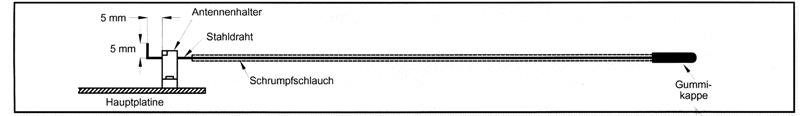 5 mm
Antennenhalter
Stahldraht
5 mm
Schrumpfschlauch
Gummi-
kappe
Hauptplatine